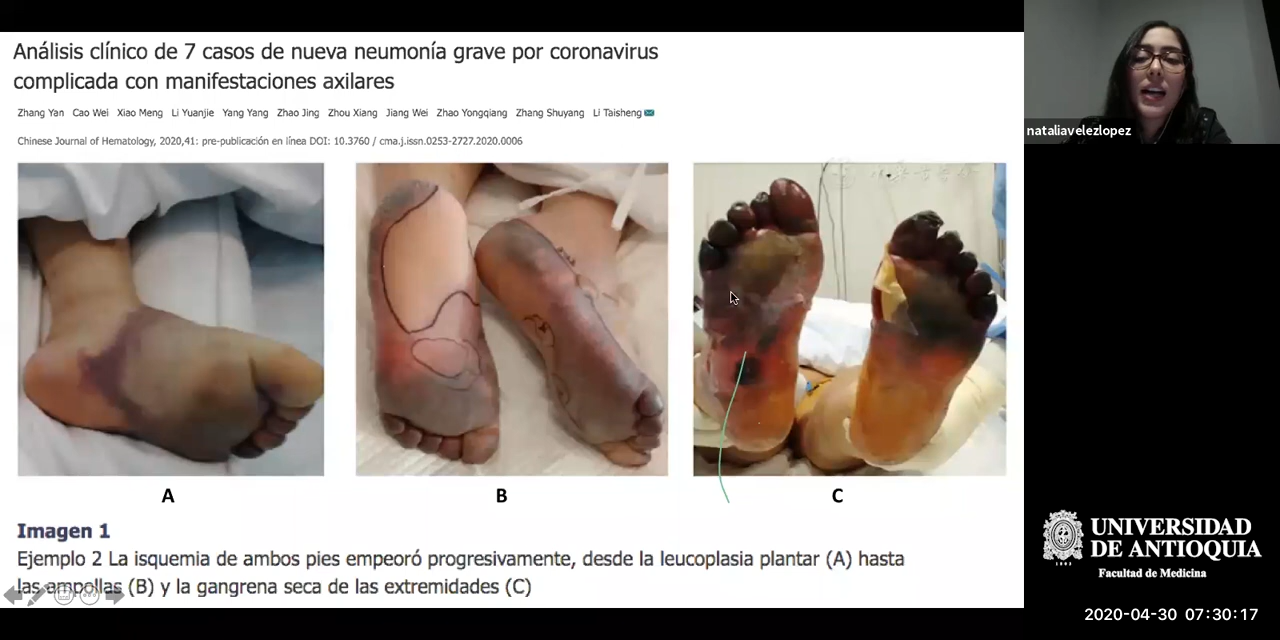 Análisis clínico de 7 casos de nueva neumonía grave por coronavirus
complicada con manifestaciones axilares
Zhang Yan Cao Wei Xiao Meng Li Yuanjie Yang Yang Zhao Jing Zhou Xiang Jiang Wei Zhao Yongqiang Zhang Shuyang Li Taisheng
Chinese Journal of Hematology, 2020,41: pre-publicación en línea DOI: 10.3760 / cma.j.issn.0253-2727.2020.0006
A
B
C
Imagen 1
Ejemplo 2 La isquemia de ambos pies empeoró progresivamente, desde la leucoplasia plantar (A) hasta
las ampollas (B) y la gangrena seca de las extremidades (C)
nataliavelezlopez
UNIVERSIDAD
DE ANTIOQUIA
1803
Facultad de Medicina
2020-04-30 07:30:17